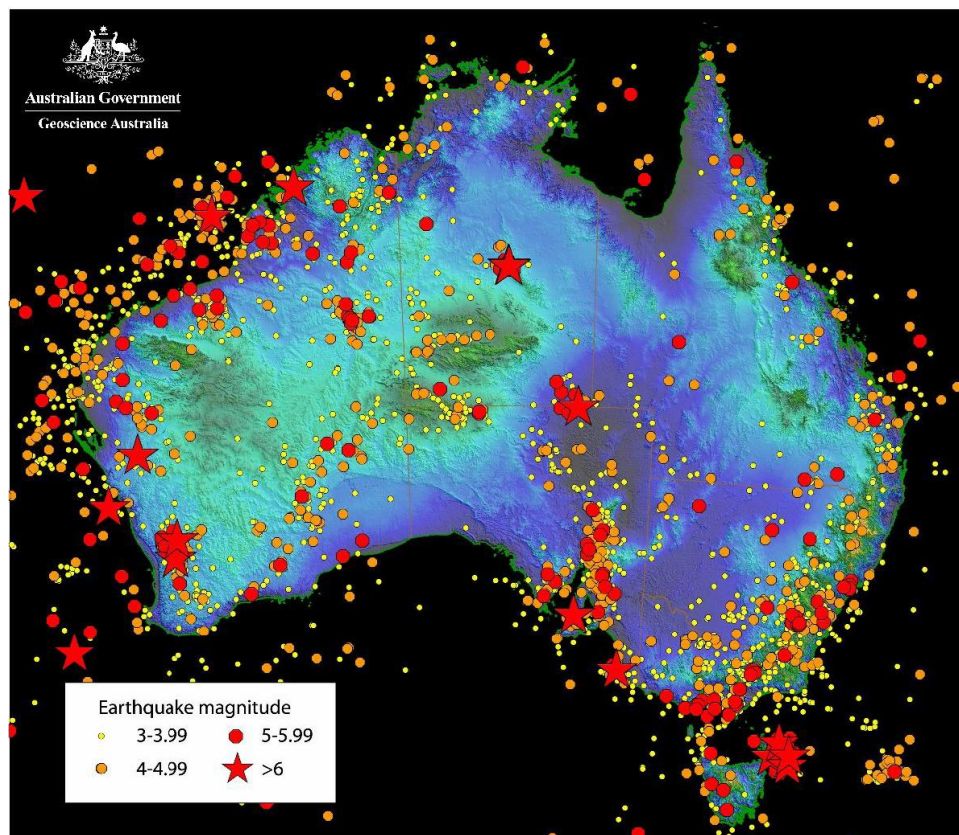 Australian Government
Geoscience Australia
Earthquake magnitude
3-3.99
5-5.99
4-4.99
>6